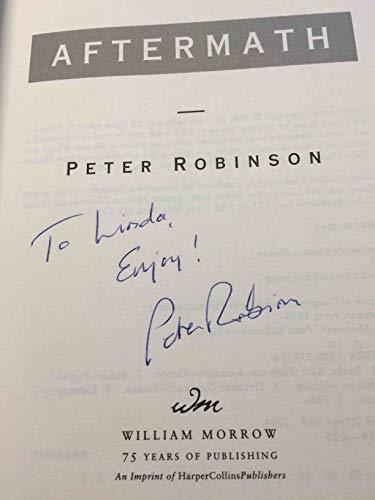 AFTERMATH
PETER ROBINSON
To Linda,
Enjoy!
Peter Robinson
wm
WILLIAM MORROW
75 YEARS OF PUBLISHING
An Imprint of HarperCollinsPublishers